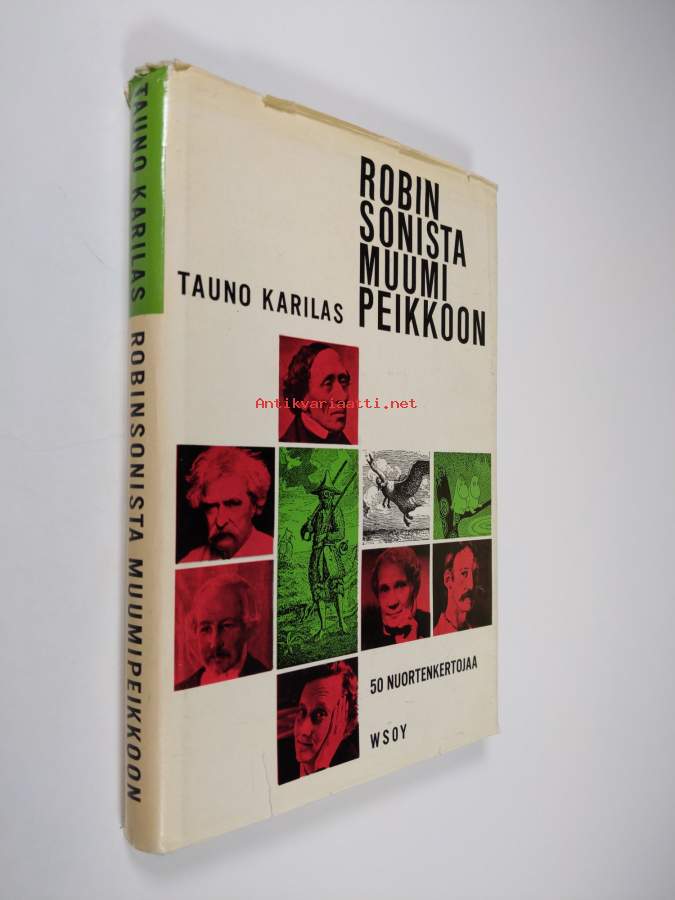 ROBIN
SONISTA
MUUMI
PEIKKOON
TAUNO KARILAS
Antikvariaatti.net
50 NUORTENKERTOJAA
WSOY
TAUNO KARILAS ROBINSONISTA MUUMIPEIKKOON